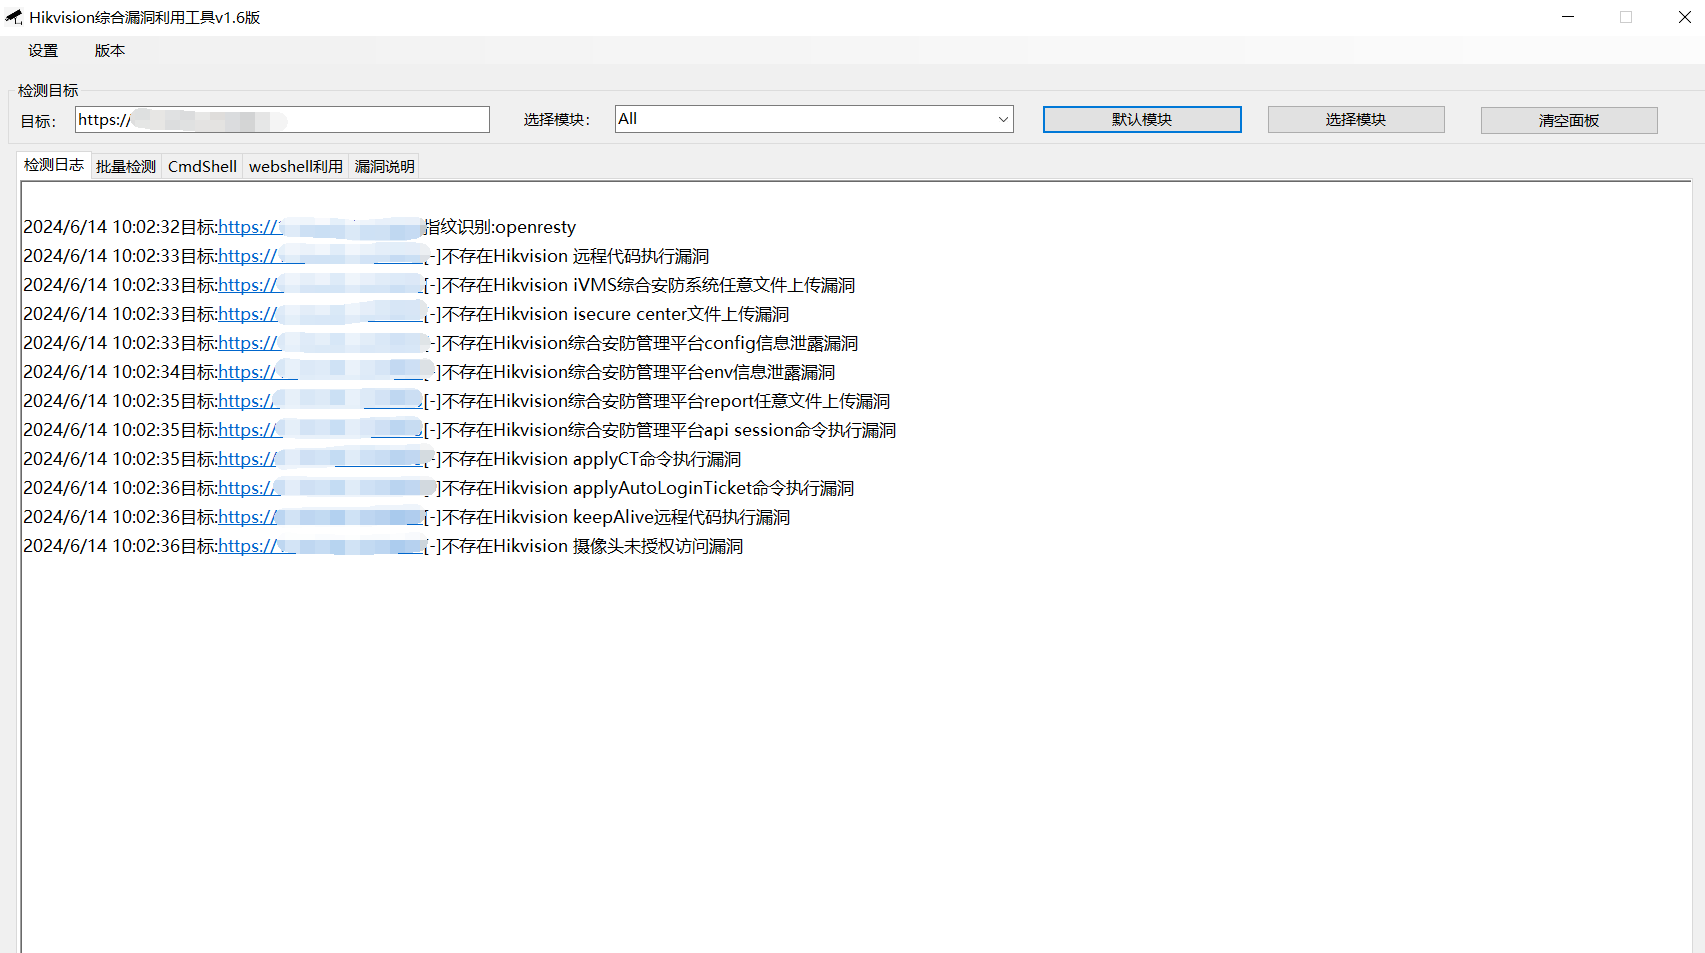 Hikvision综合漏洞利用工具v1.6版
设置 版本
检测目标
目标： https:// 选择模块： All 默认模块 选择模块 清空面板
检测日志 批量检测 CmdShell webshell利用 漏洞说明
2024/6/14 10:02:32目标:https:// 指纹识别:openresty
2024/6/14 10:02:33目标:https:// [-]不存在Hikvision 远程代码执行漏洞
2024/6/14 10:02:33目标:https:// [-]不存在Hikvision iVMS综合安防系统任意文件上传漏洞
2024/6/14 10:02:33目标:https:// [-]不存在Hikvision isecure center文件上传漏洞
2024/6/14 10:02:33目标:https:// -]不存在Hikvision综合安防管理平台config信息泄露漏洞
2024/6/14 10:02:34目标:https:// [-]不存在Hikvision综合安防管理平台env信息泄露漏洞
2024/6/14 10:02:35目标:https:// [-]不存在Hikvision综合安防管理平台report任意文件上传漏洞
2024/6/14 10:02:35目标:https:// [-]不存在Hikvision综合安防管理平台api session命令执行漏洞
2024/6/14 10:02:35目标:https:// [-]不存在Hikvision applyCT命令执行漏洞
2024/6/14 10:02:36目标:https:// ]不存在Hikvision applyAutoLoginTicket命令执行漏洞
2024/6/14 10:02:36目标:https:// [-]不存在Hikvision keepAlive远程代码执行漏洞
2024/6/14 10:02:36目标:https:// [-]不存在Hikvision 摄像头未授权访问漏洞